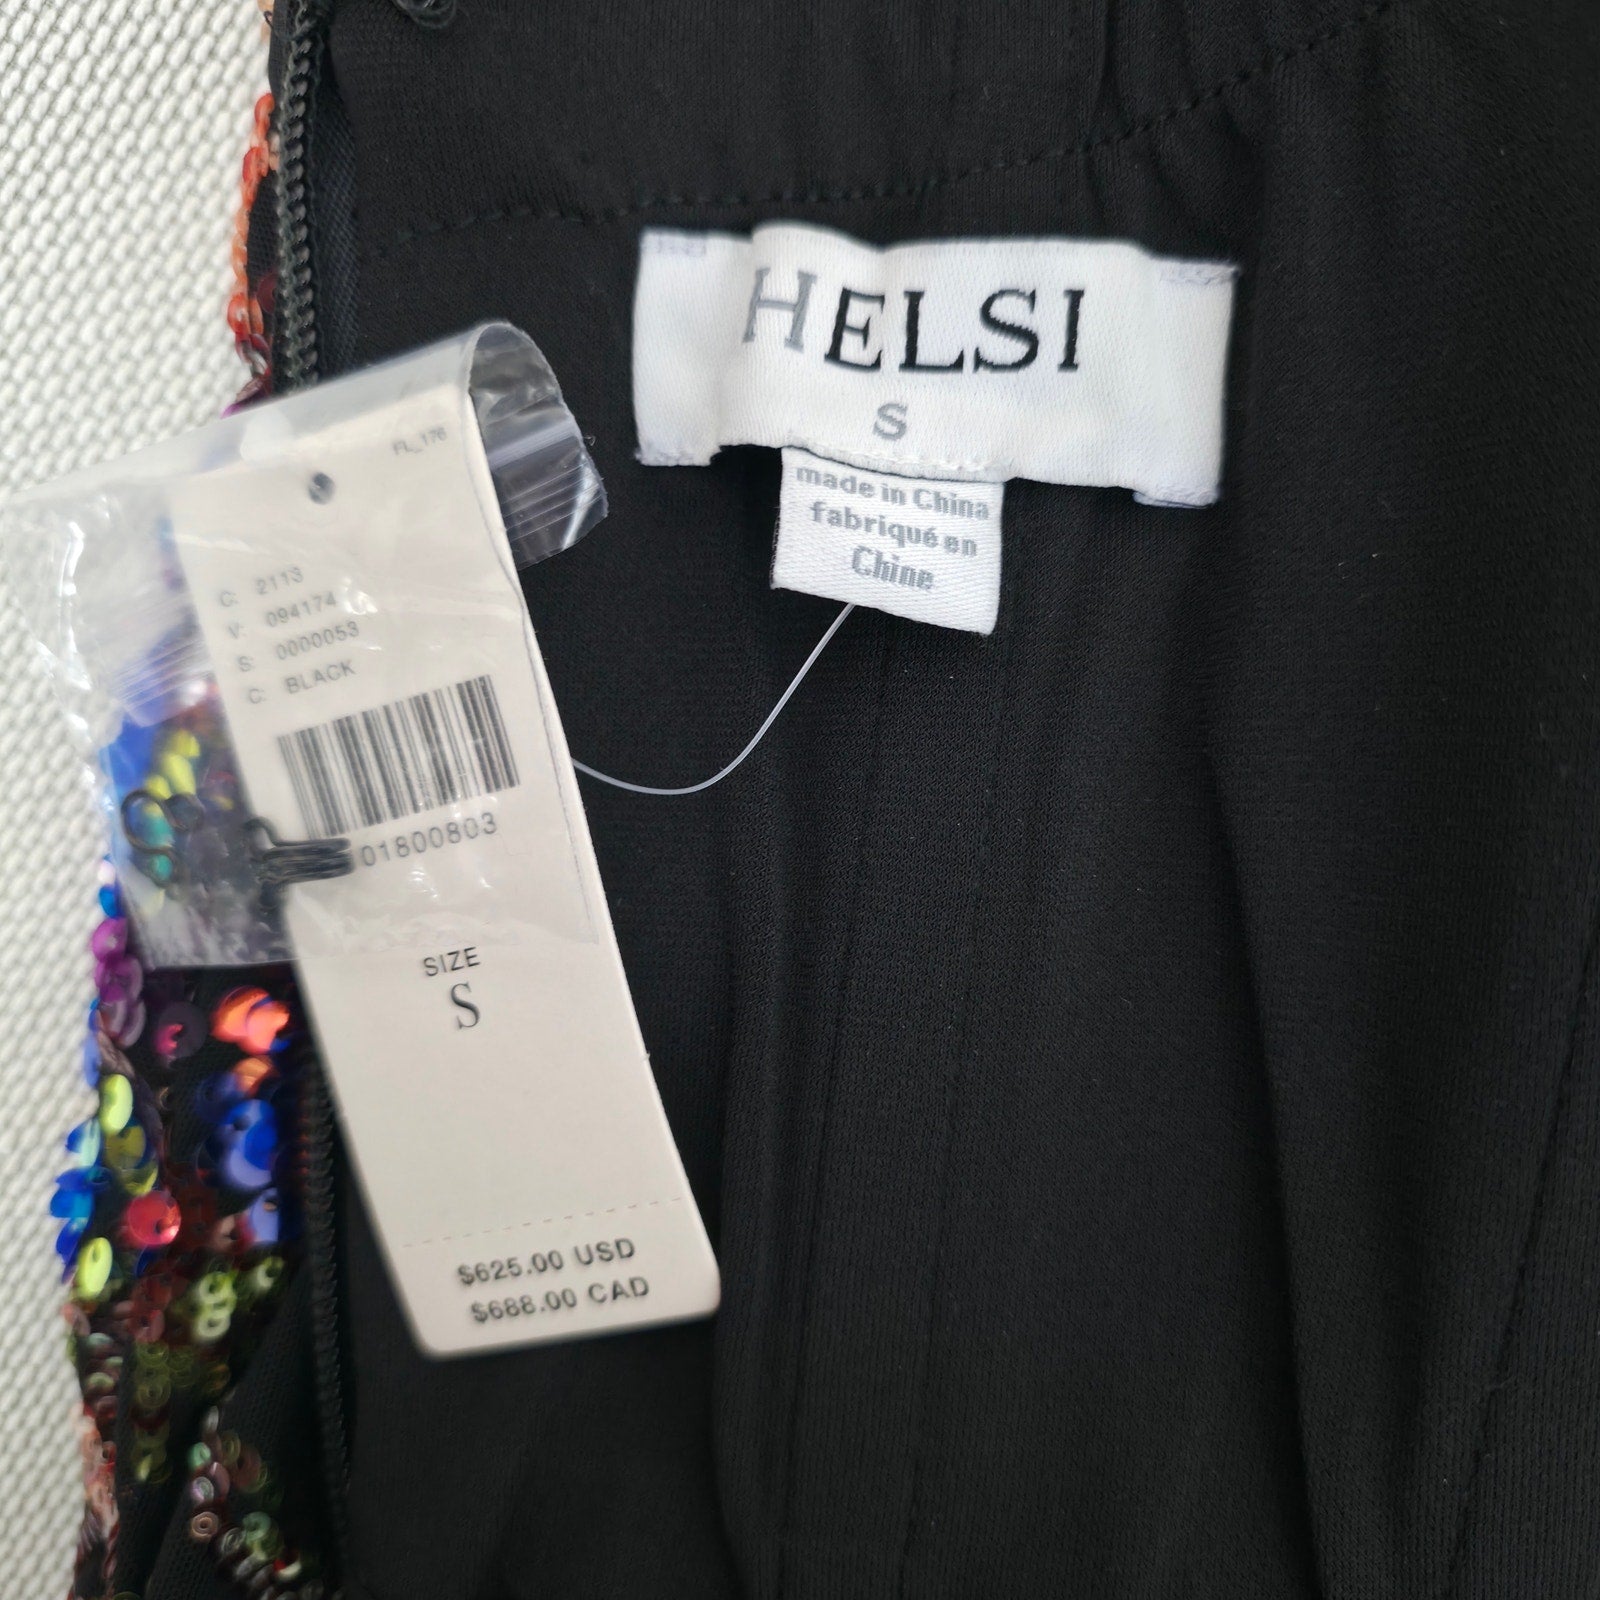 HELSI
S
made in China
fabriqué en
Chine
FL_176
C: 2113
V: 094174
S: 0000053
C: BLACK
01800803
SIZE
S
$625.00 USD
$688.00 CAD